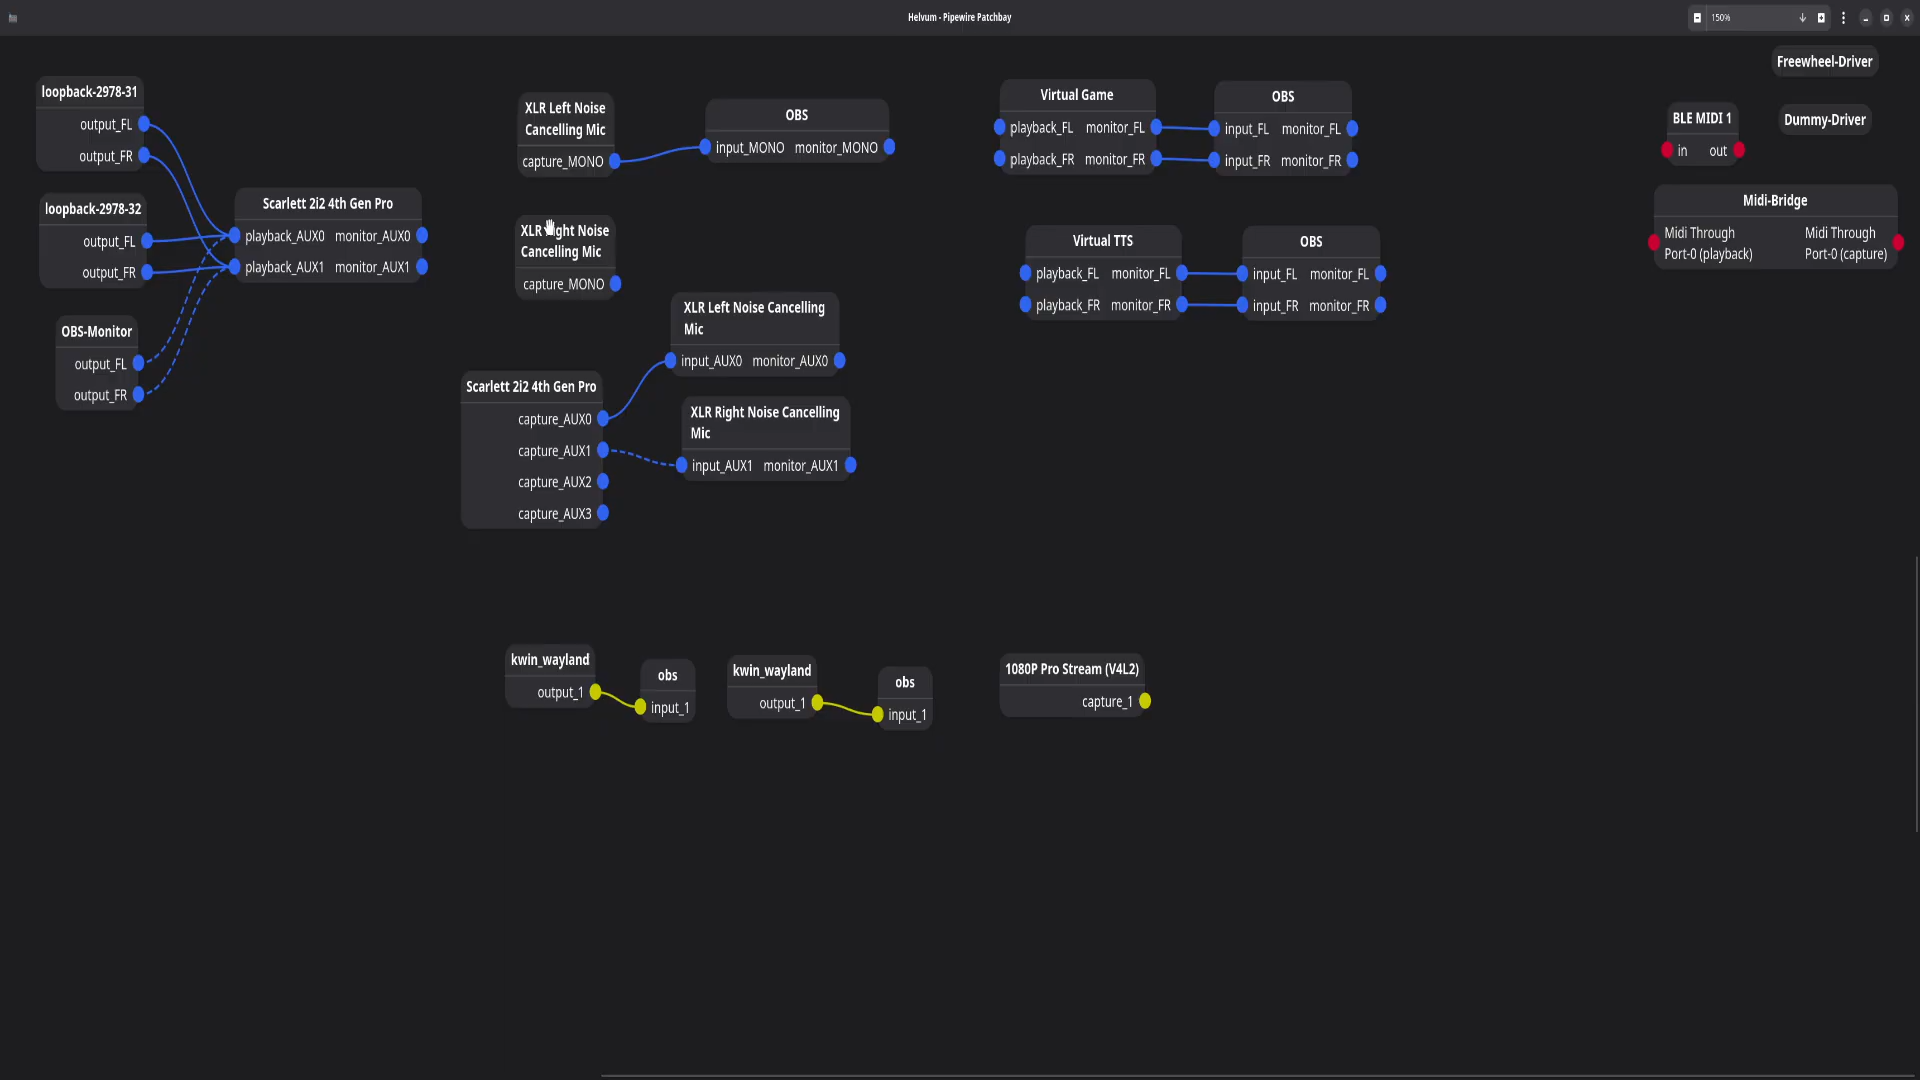 Helvum - Pipewire Patchbay
150%
Freewheel-Driver
loopback-2978-31
output_FL
output_FR
XLR Left Noise
Cancelling Mic
capture_MONO
OBS
input_MONO monitor_MONO
Virtual Game
playback_FL monitor_FL
playback_FR monitor_FR
OBS
input_FL monitor_FL
input_FR monitor_FR
BLE MIDI 1
in out
Dummy-Driver
Midi-Bridge
Midi Through
Port-0 (playback)
Midi Through
Port-0 (capture)
loopback-2978-32
output_FL
output_FR
Scarlett 2i2 4th Gen Pro
playback_AUX0 monitor_AUX0
playback_AUX1 monitor_AUX1
XLR Right Noise
Cancelling Mic
capture_MONO
Virtual TTS
playback_FL monitor_FL
playback_FR monitor_FR
OBS
input_FL monitor_FL
input_FR monitor_FR
OBS-Monitor
output_FL
output_FR
XLR Left Noise Cancelling
Mic
input_AUX0 monitor_AUX0
Scarlett 2i2 4th Gen Pro
capture_AUX0
capture_AUX1
capture_AUX2
capture_AUX3
XLR Right Noise Cancelling
Mic
input_AUX1 monitor_AUX1
kwin_wayland
output_1
obs
input_1
kwin_wayland
output_1
obs
input_1
1080P Pro Stream (V4L2)
capture_1